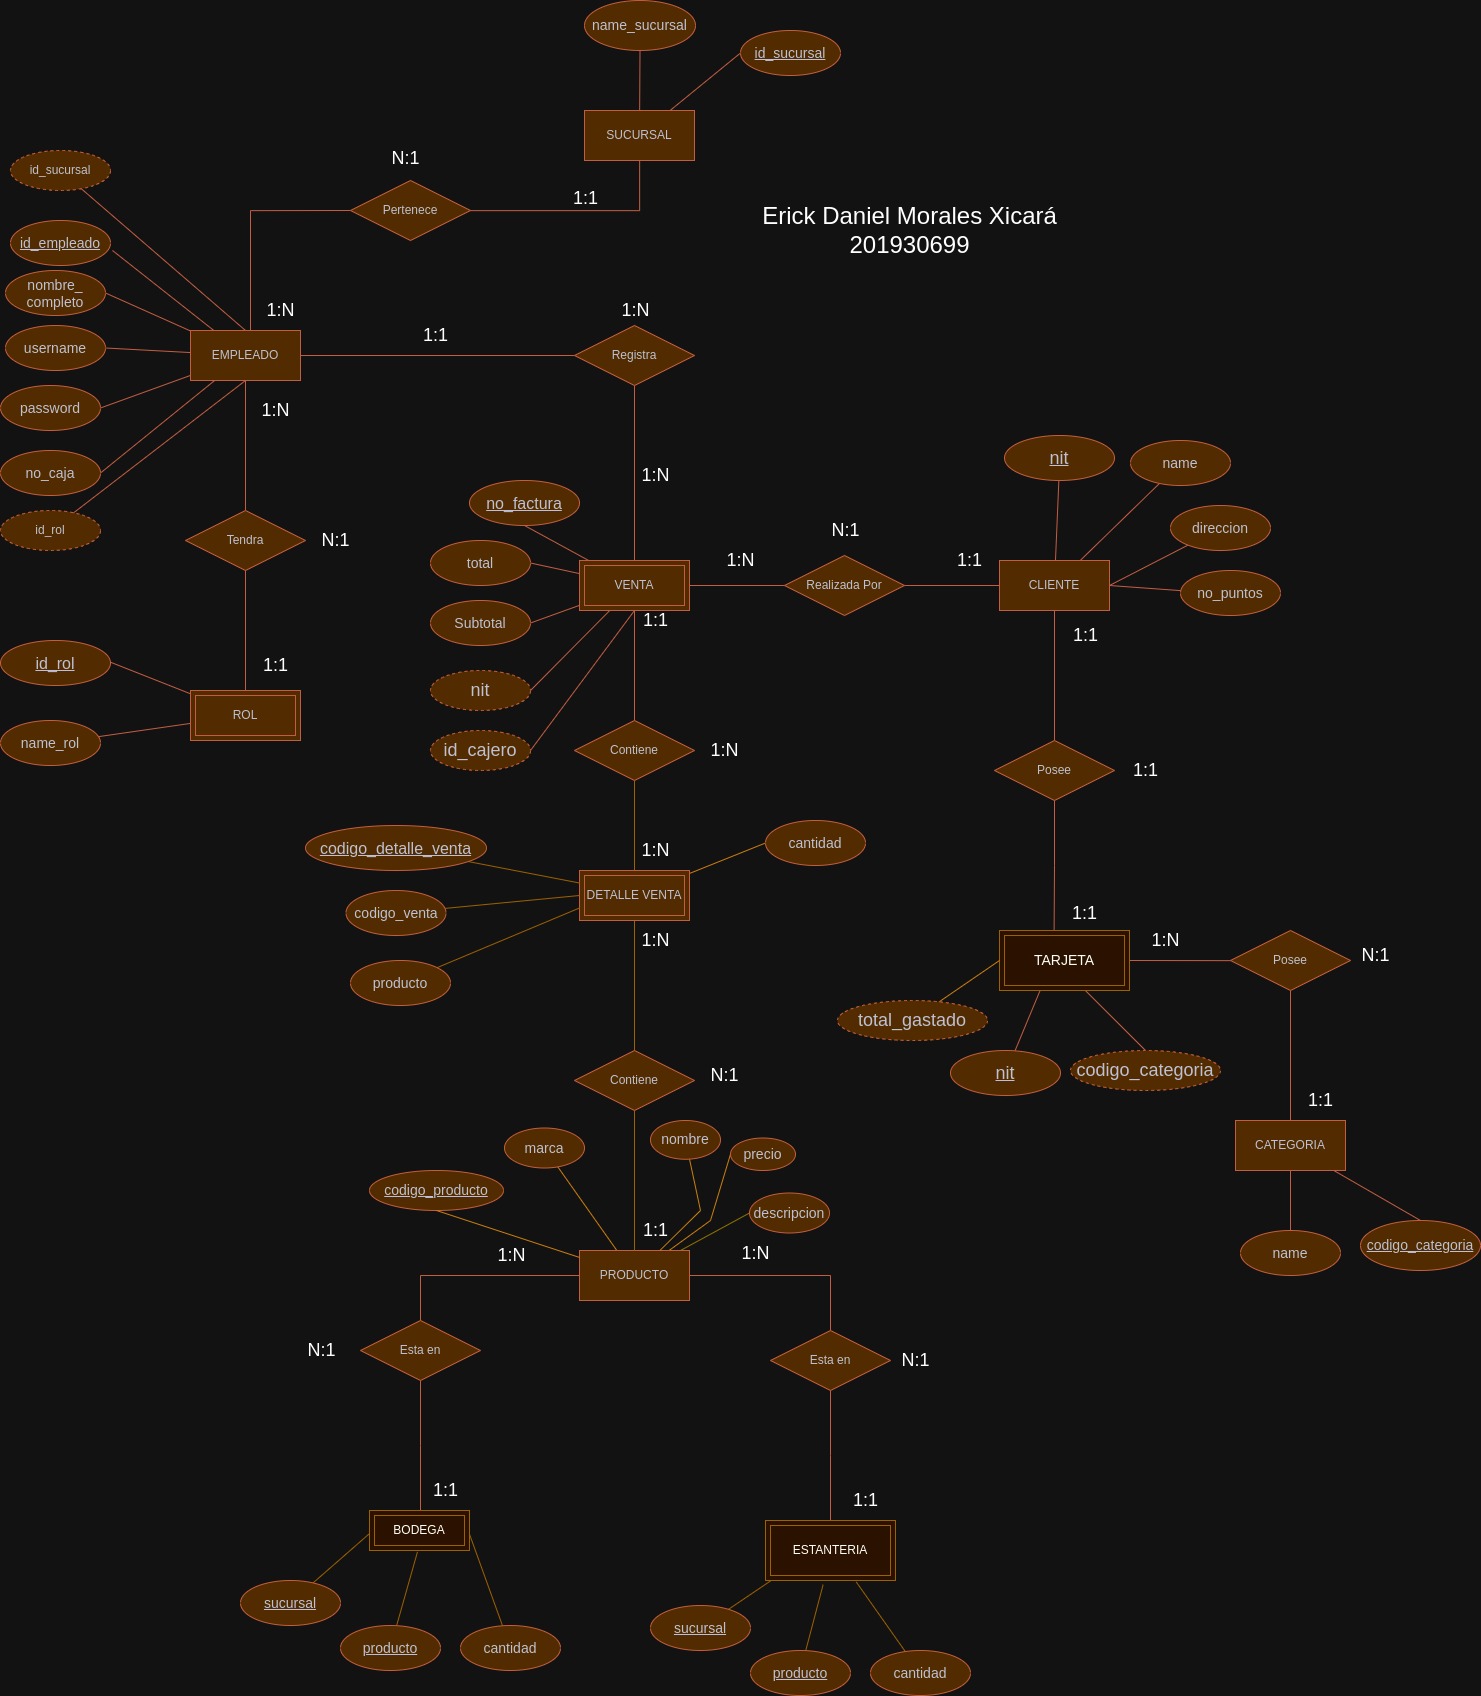 name_sucursal
id_sucursal
SUCURSAL
N:1
id_sucursal
1:1
Pertenece
Erick Daniel Morales Xicará
201930699
id_empleado
nombre_
completo
1:N
1:N
1:1
username
EMPLEADO
Registra
password
1:N
nit
name
no_caja
1:N
no_factura
direccion
id_rol
Tendra
N:1
N:1
total
1:N
1:1
VENTA
Realizada Por
CLIENTE
no_puntos
Subtotal
1:1
1:1
id_rol
1:1
nit
ROL
name_rol
id_cajero
Contiene
1:N
Posee
1:1
codigo_detalle_venta
1:N
cantidad
DETALLE VENTA
codigo_venta
1:1
1:N
1:N
Posee
N:1
TARJETA
producto
total_gastado
Contiene
N:1
nit
codigo_categoria
1:1
marca
nombre
precio
CATEGORIA
codigo_producto
descripcion
1:1
1:N
1:N
name
codigo_categoria
PRODUCTO
N:1
Esta en
Esta en
N:1
1:1
1:1
BODEGA
ESTANTERIA
sucursal
sucursal
producto
cantidad
producto
cantidad